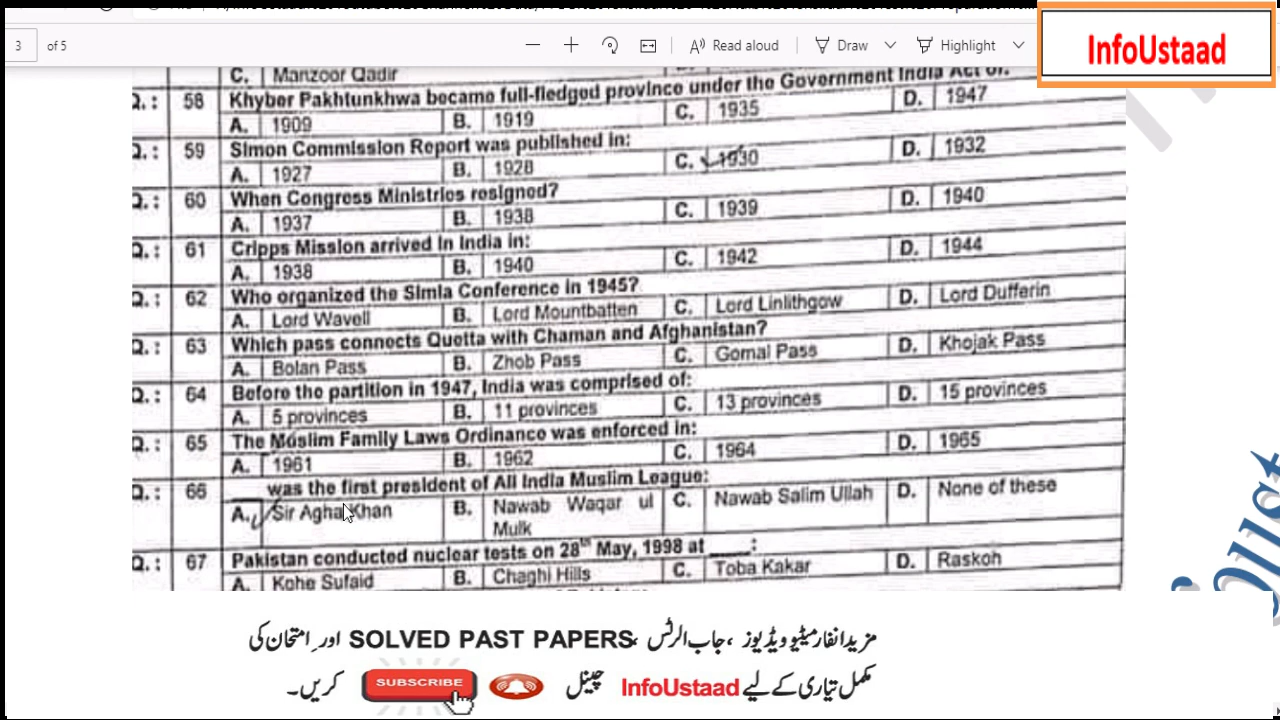 3 of 5 Read aloud Draw Highlight
InfoUstaad
C. Manzoor Qadir
Q.: 58 Khyber Pakhtunkhwa became full-fledged province under the Government India Act of:
A. 1909 B. 1919 C. 1935 D. 1947
Q.: 59 Simon Commission Report was published in:
A. 1927 B. 1928 C. 1930 D. 1932
Q.: 60 When Congress Ministries resigned?
A. 1937 B. 1938 C. 1939 D. 1940
Q.: 61 Cripps Mission arrived in India in:
A. 1938 B. 1940 C. 1942 D. 1944
Q.: 62 Who organized the Simla Conference in 1945?
A. Lord Wavell B. Lord Mountbatten C. Lord Linlithgow D. Lord Dufferin
Q.: 63 Which pass connects Quetta with Chaman and Afghanistan?
A. Bolan Pass B. Zhob Pass C. Gomal Pass D. Khojak Pass
Q.: 64 Before the partition in 1947, India was comprised of:
A. 5 provinces B. 11 provinces C. 13 provinces D. 15 provinces
Q.: 65 The Muslim Family Laws Ordinance was enforced in:
A. 1961 B. 1962 C. 1964 D. 1965
Q.: 66 ___ was the first president of All India Muslim League:
A. Sir Agha Khan B. Nawab Waqar ul Mulk C. Nawab Salim Ullah D. None of these
Q.: 67 Pakistan conducted nuclear tests on 28th May, 1998 at ___:
A. Kohe Sufaid B. Chaghi Hills C. Toba Kakar D. Raskoh
مزید انفارمیٹیو ویڈیوز، جاب الرٹس، SOLVED PAST PAPERS اور امتحان کی
مکمل تیاری کے لیے InfoUstaad چینل SUBSCRIBE کریں۔